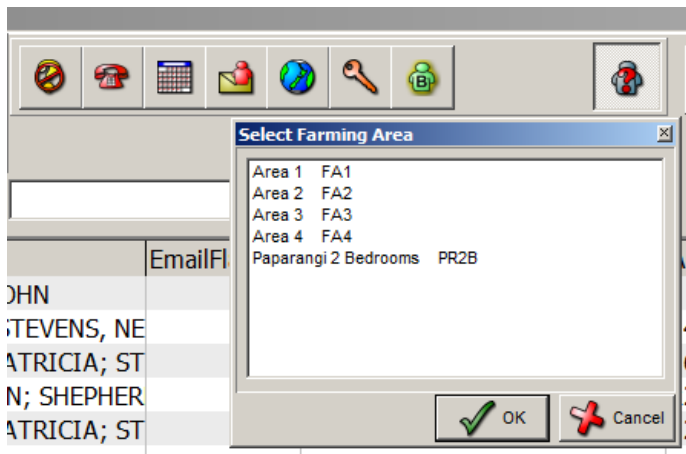 B
?
Select Farming Area
Area 1 FA1
Area 2 FA2
Area 3 FA3
Area 4 FA4
Paparangi 2 Bedrooms PR2B
EmailFl
OHN
STEVENS, NE
ATRICIA; ST
N; SHEPHER
ATRICIA; ST
OK
Cancel